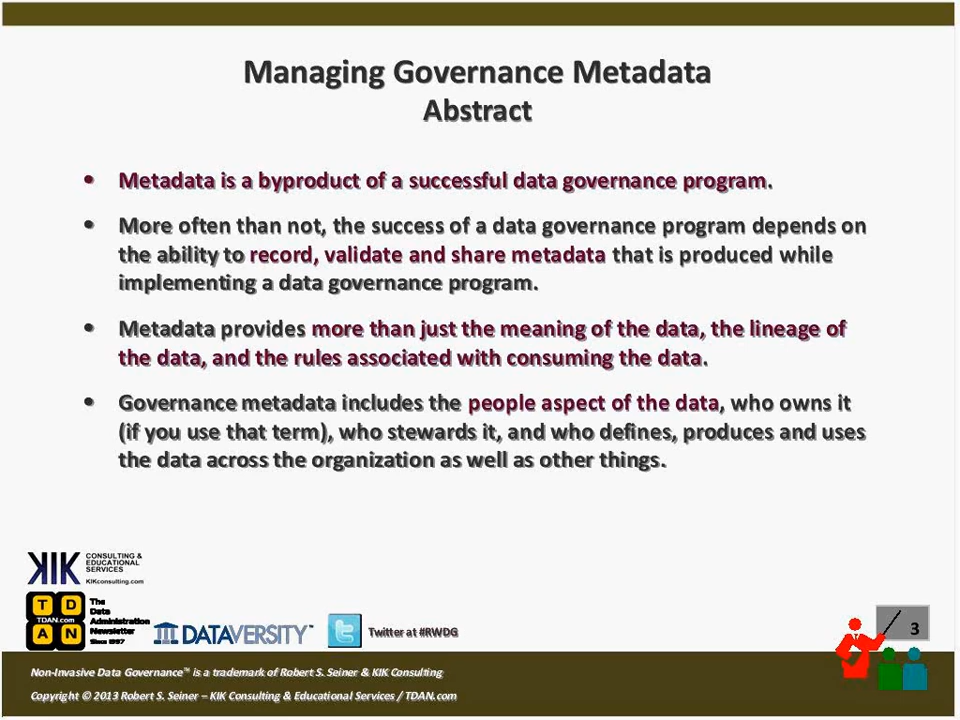 Managing Governance Metadata
Abstract
• Metadata is a byproduct of a successful data governance program.
• More often than not, the success of a data governance program depends on
the ability to record, validate and share metadata that is produced while
implementing a data governance program.
• Metadata provides more than just the meaning of the data, the lineage of
the data, and the rules associated with consuming the data.
• Governance metadata includes the people aspect of the data, who owns it
(if you use that term), who stewards it, and who defines, produces and uses
the data across the organization as well as other things.
KIK CONSULTING &
EDUCATIONAL
SERVICES
KIKconsulting.com
T D
TDAN.com
A N
The
Data
Administration
Newsletter
Since 1997
DATAVERSITY™
Twitter at #RWDG
3
Non-Invasive Data Governance™ is a trademark of Robert S. Seiner & KIK Consulting
Copyright © 2013 Robert S. Seiner – KIK Consulting & Educational Services / TDAN.com